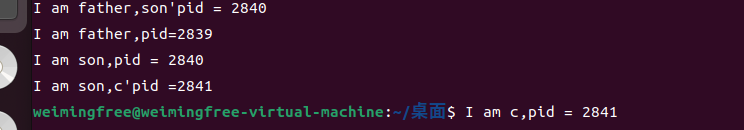 I am father,son'pid = 2840
I am father,pid=2839
I am son,pid = 2840
I am son,c'pid =2841
weimingfree@weimingfree-virtual-machine:~/桌面$ I am c,pid = 2841